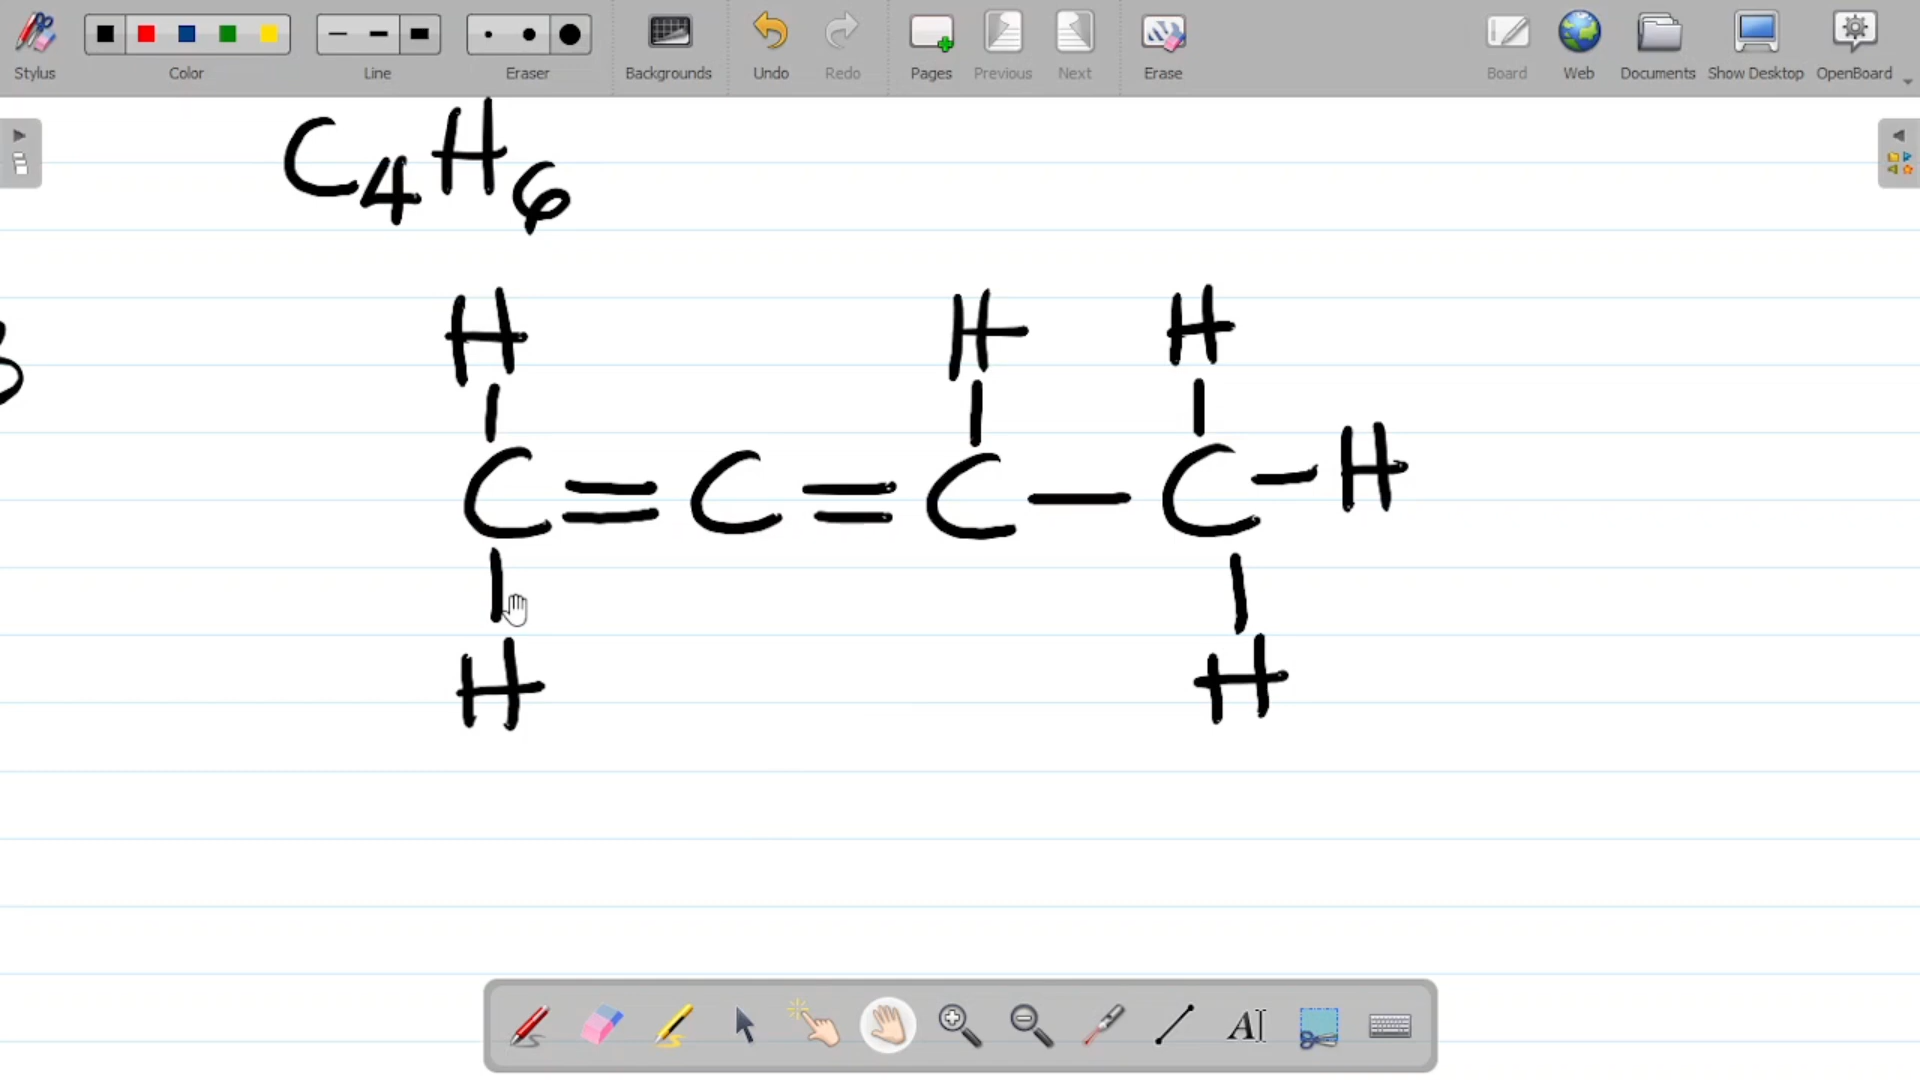 Stylus Color Line Eraser Backgrounds Undo Redo Pages Previous Next Erase Board Web Documents Show Desktop OpenBoard
C₄H₆
H H H
C = C = C — C — H
H H